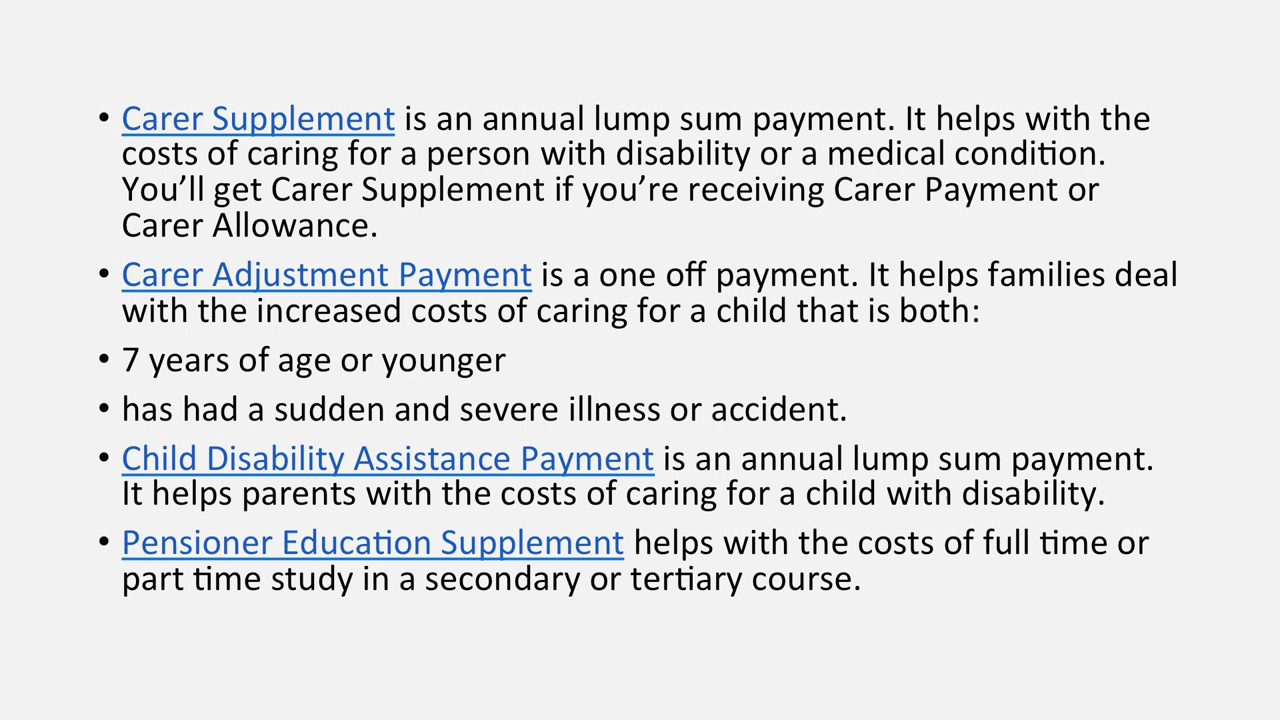 • Carer Supplement is an annual lump sum payment. It helps with the
costs of caring for a person with disability or a medical condition.
You’ll get Carer Supplement if you’re receiving Carer Payment or
Carer Allowance.
• Carer Adjustment Payment is a one off payment. It helps families deal
with the increased costs of caring for a child that is both:
• 7 years of age or younger
• has had a sudden and severe illness or accident.
• Child Disability Assistance Payment is an annual lump sum payment.
It helps parents with the costs of caring for a child with disability.
• Pensioner Education Supplement helps with the costs of full time or
part time study in a secondary or tertiary course.